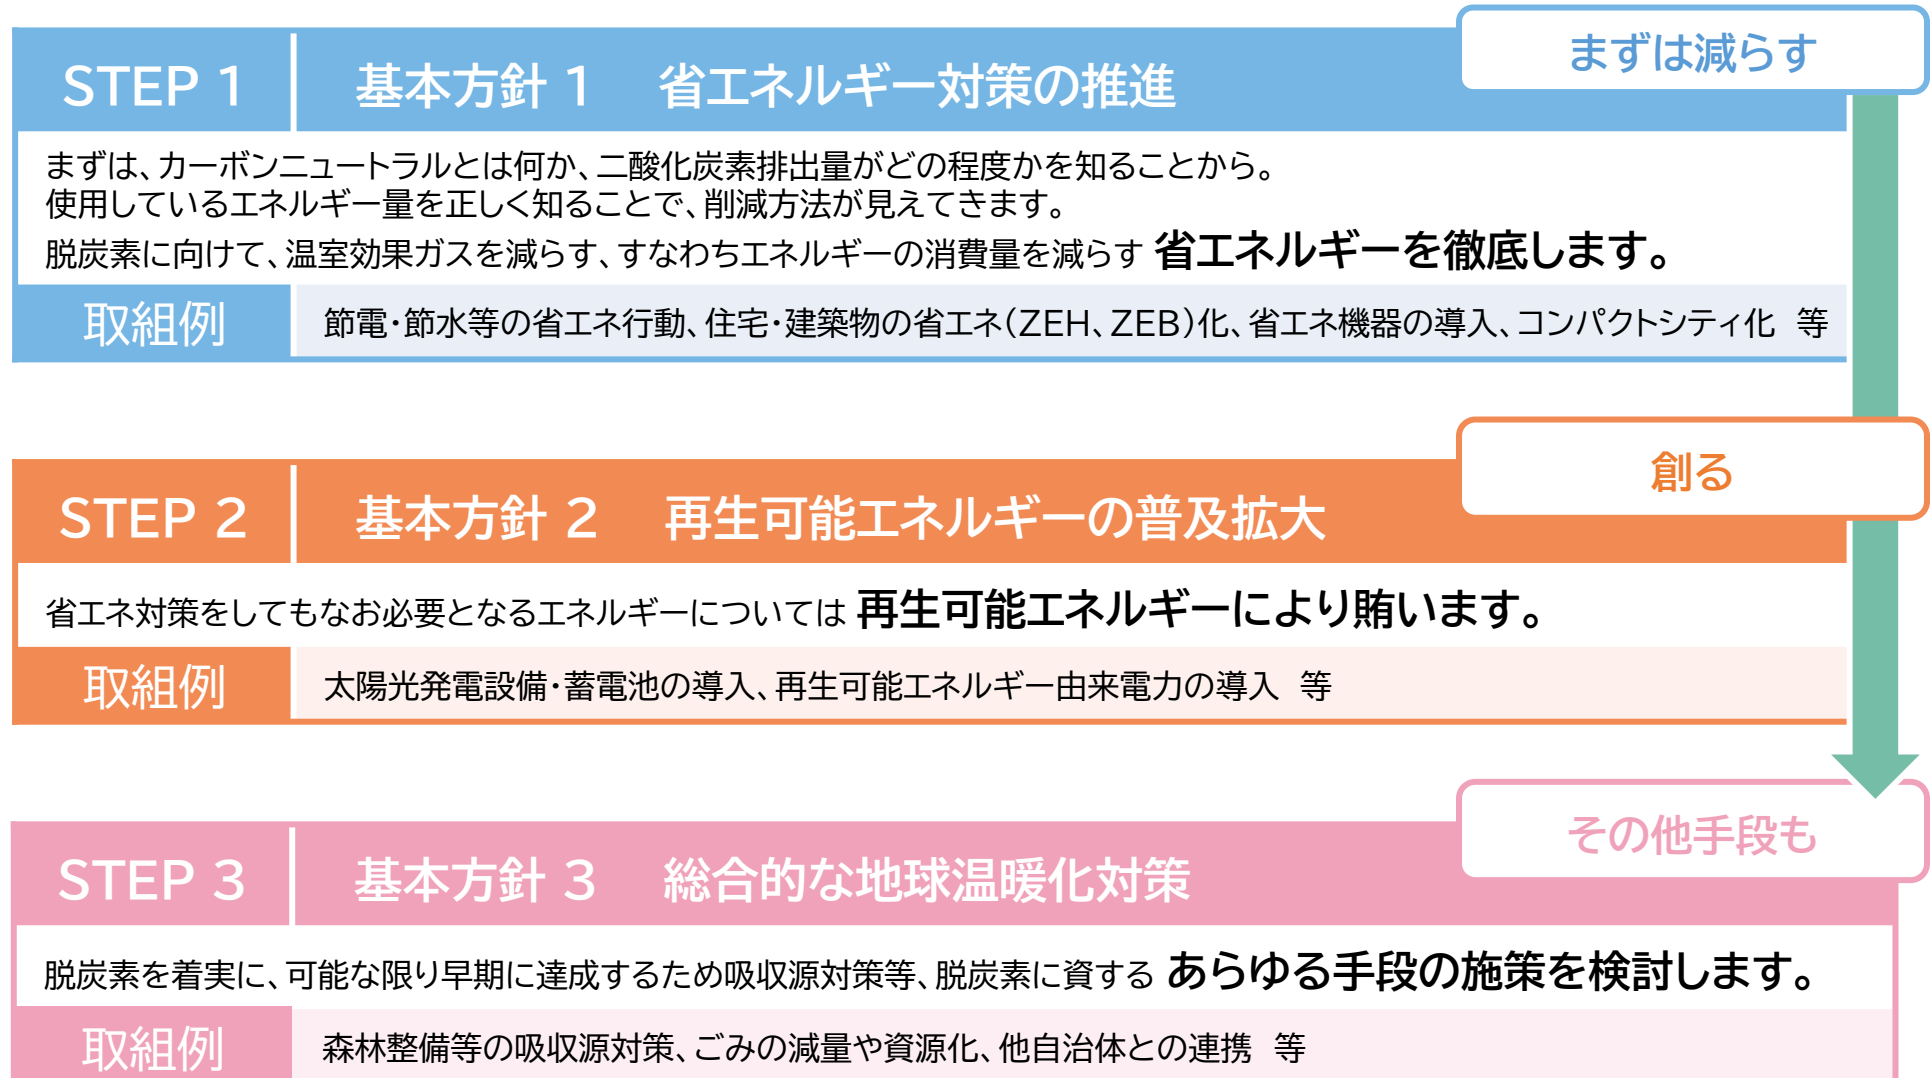 まずは減らす
STEP 1 基本方針 1 省エネルギー対策の推進
まずは、カーボンニュートラルとは何か、二酸化炭素排出量がどの程度かを知ることから。
使用しているエネルギー量を正しく知ることで、削減方法が見えてきます。
脱炭素に向けて、温室効果ガスを減らす、すなわちエネルギーの消費量を減らす 省エネルギーを徹底します。
取組例 節電・節水等の省エネ行動、住宅・建築物の省エネ(ZEH、ZEB)化、省エネ機器の導入、コンパクトシティ化 等
創る
STEP 2 基本方針 2 再生可能エネルギーの普及拡大
省エネ対策をしてもなお必要となるエネルギーについては 再生可能エネルギーにより賄います。
取組例 太陽光発電設備・蓄電池の導入、再生可能エネルギー由来電力の導入 等
その他手段も
STEP 3 基本方針 3 総合的な地球温暖化対策
脱炭素を着実に、可能な限り早期に達成するため吸収源対策等、脱炭素に資する あらゆる手段の施策を検討します。
取組例 森林整備等の吸収源対策、ごみの減量や資源化、他自治体との連携 等